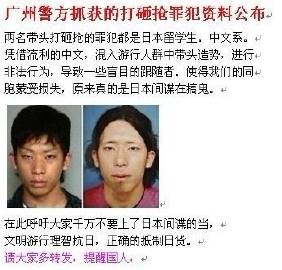 广州警方抓获的打砸抢罪犯资料公布
两名带头打砸抢的罪犯都是日本留学生。中文系。
凭借流利的中文，混入游行人群中带头造势，进行
非法行为，导致一些盲目的跟随者。使得我们的同
胞蒙受损失，原来真的是日本间谍在搞鬼。
在此呼吁大家千万不要上了日本间谍的当，
文明游行理智抗日，正确的抵制日货。
请大家多转发，提醒国人，